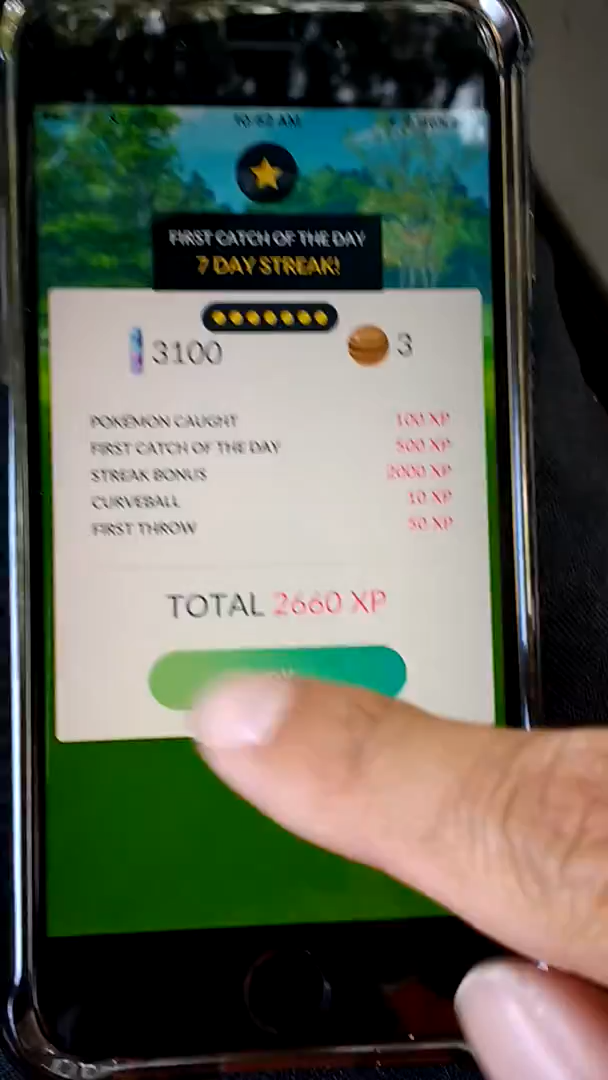 FIRST CATCH OF THE DAY
7 DAY STREAK!
3100
3
POKÉMON CAUGHT 100 XP
FIRST CATCH OF THE DAY 500 XP
STREAK BONUS 2000 XP
CURVEBALL 10 XP
FIRST THROW 50 XP
TOTAL 2660 XP